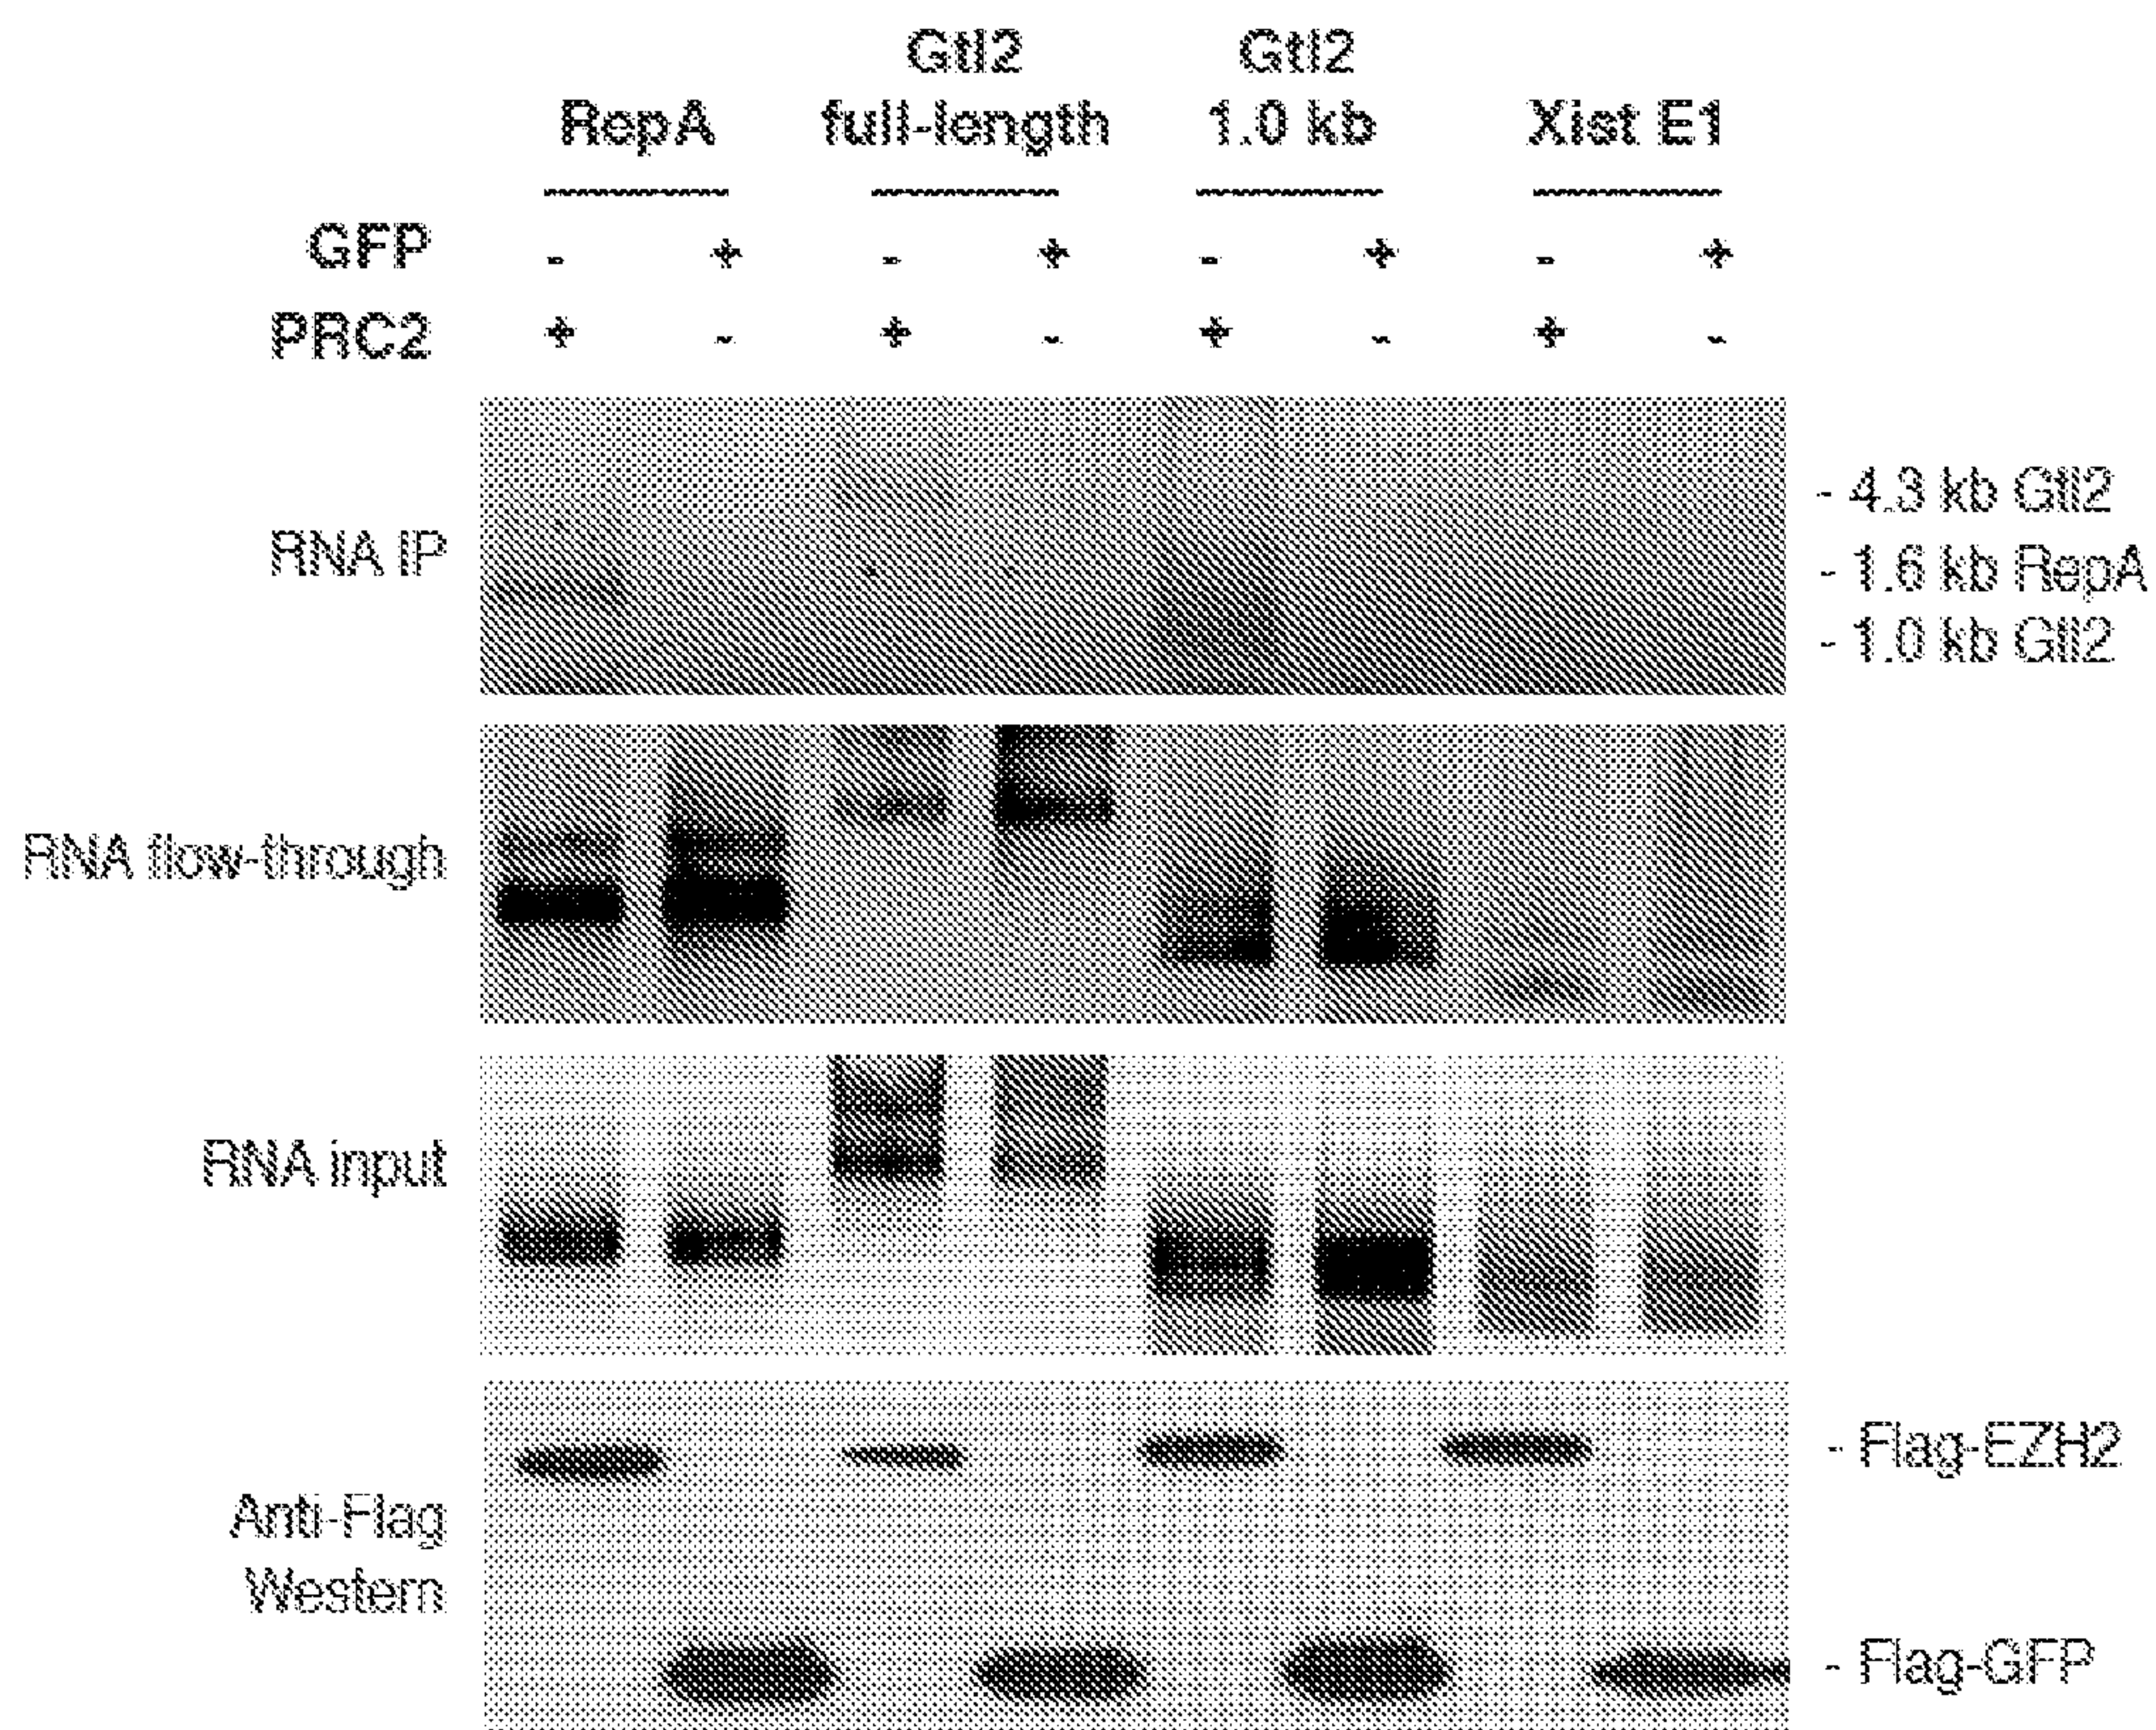 Gtl2 Gtl2
RepA full-length 1.0 kb Xist E1
GFP - + - + - + - +
PRC2 + - + - + - + -
RNA IP
- 4.3 kb Gtl2
- 1.6 kb RepA
- 1.0 kb Gtl2
RNA flow-through
RNA input
Anti-Flag
Western
- Flag-EZH2
- Flag-GFP